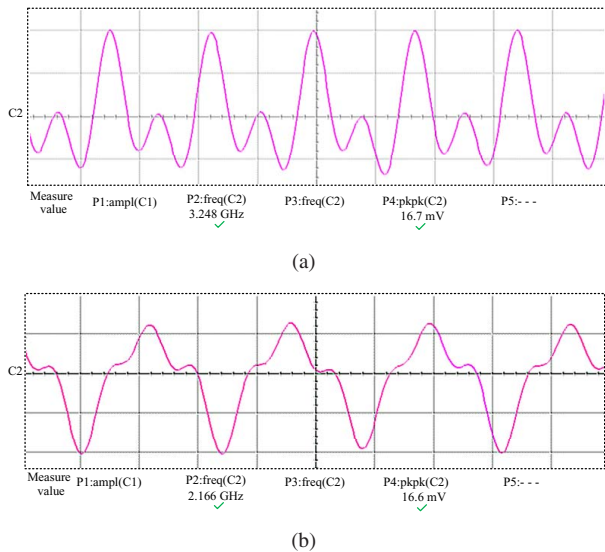 C2
Measure P1:ampl(C1) P2:freq(C2) P3:freq(C2) P4:pkpk(C2) P5:- - -
value 3.248 GHz 16.7 mV
✓ ✓
(a)
C2
Measure P1:ampl(C1) P2:freq(C2) P3:freq(C2) P4:pkpk(C2) P5:- - -
value 2.166 GHz 16.6 mV
✓ ✓
(b)